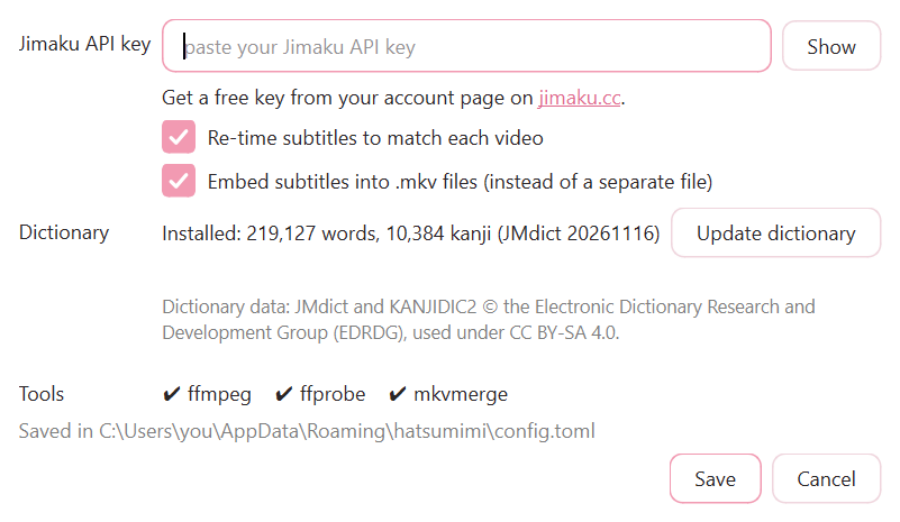 Jimaku API key
paste your Jimaku API key
Show
Get a free key from your account page on jimaku.cc.
Re-time subtitles to match each video
Embed subtitles into .mkv files (instead of a separate file)
Dictionary
Installed: 219,127 words, 10,384 kanji (JMdict 20261116)
Update dictionary
Dictionary data: JMdict and KANJIDIC2 © the Electronic Dictionary Research and
Development Group (EDRDG), used under CC BY-SA 4.0.
Tools
✔ ffmpeg ✔ ffprobe ✔ mkvmerge
Saved in C:\Users\you\AppData\Roaming\hatsumimi\config.toml
Save
Cancel